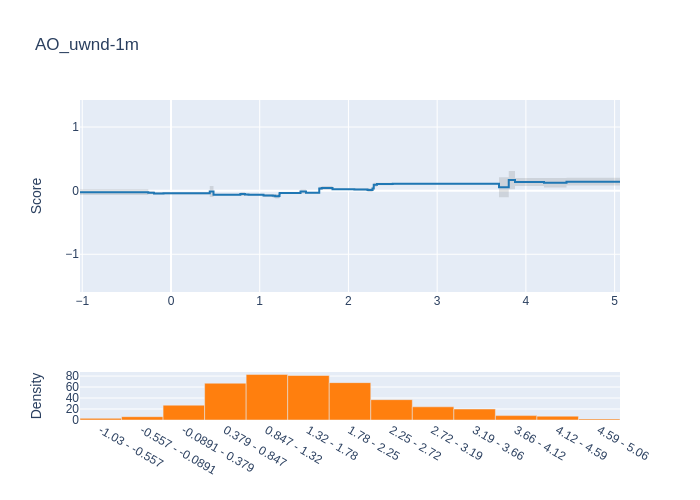 AO_uwnd-1m
Score
1
0
−1
−1 0 1 2 3 4 5
Density
80
60
40
20
0
-1.03 - -0.557
-0.557 - -0.0891
-0.0891 - 0.379
0.379 - 0.847
0.847 - 1.32
1.32 - 1.78
1.78 - 2.25
2.25 - 2.72
2.72 - 3.19
3.19 - 3.66
3.66 - 4.12
4.12 - 4.59
4.59 - 5.06